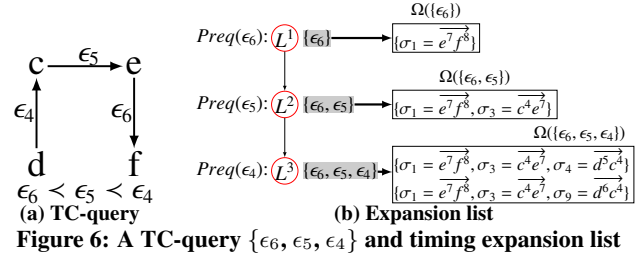 c ϵ5 e
ϵ4 ϵ6
d f
ϵ6 ≺ ϵ5 ≺ ϵ4
(a) TC-query
Ω({ϵ6})
Preq(ϵ6): L¹ {ϵ6} {σ1 = e⁷f⁸}
Ω({ϵ6, ϵ5})
Preq(ϵ5): L² {ϵ6, ϵ5} {σ1 = e⁷f⁸, σ3 = c⁴e⁷}
Ω({ϵ6, ϵ5, ϵ4})
Preq(ϵ4): L³ {ϵ6, ϵ5, ϵ4} {σ1 = e⁷f⁸, σ3 = c⁴e⁷, σ4 = d⁵c⁴}
{σ1 = e⁷f⁸, σ3 = c⁴e⁷, σ9 = d⁶c⁴}
(b) Expansion list
Figure 6: A TC-query {ϵ6, ϵ5, ϵ4} and timing expansion list